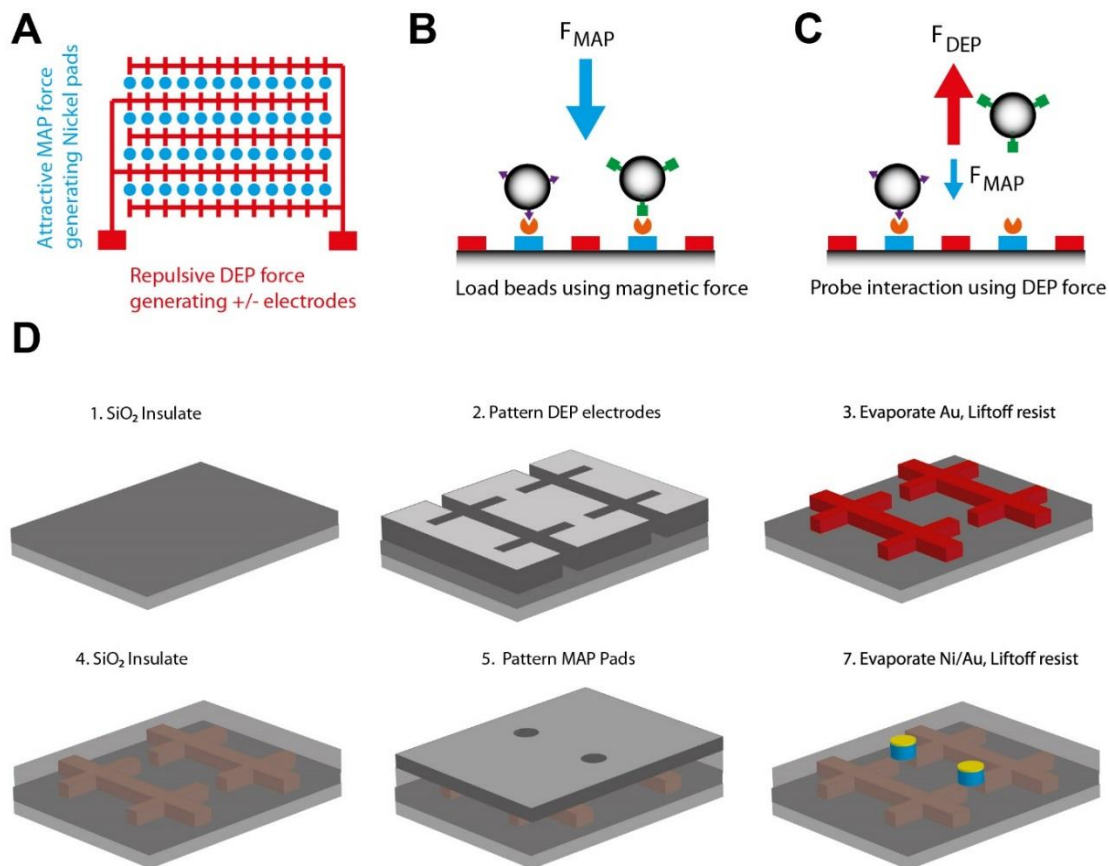 A
Attractive MAP force
generating Nickel pads
Repulsive DEP force
generating +/- electrodes
B
FMAP
Load beads using magnetic force
C
FDEP
FMAP
Probe interaction using DEP force
D
1. SiO₂ Insulate
2. Pattern DEP electrodes
3. Evaporate Au, Liftoff resist
4. SiO₂ Insulate
5. Pattern MAP Pads
7. Evaporate Ni/Au, Liftoff resist